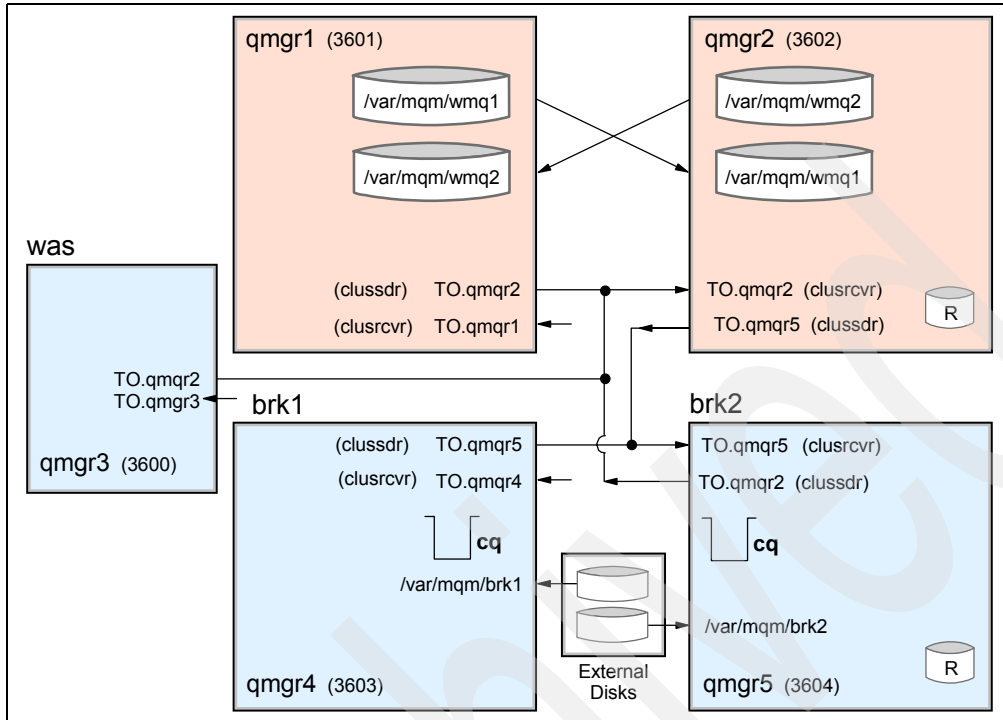 qmgr1 (3601)
/var/mqm/wmq1
/var/mqm/wmq2
(clussdr) TO.qmqr2
(clusrcvr) TO.qmqr1
qmgr2 (3602)
/var/mqm/wmq2
/var/mqm/wmq1
TO.qmqr2 (clusrcvr)
TO.qmqr5 (clussdr)
R
was
TO.qmqr2
TO.qmgr3
qmgr3 (3600)
brk1
(clussdr) TO.qmqr5
(clusrcvr) TO.qmqr4
cq
/var/mqm/brk1
qmgr4 (3603)
External
Disks
brk2
TO.qmqr5 (clusrcvr)
TO.qmqr2 (clussdr)
cq
/var/mqm/brk2
R
qmgr5 (3604)